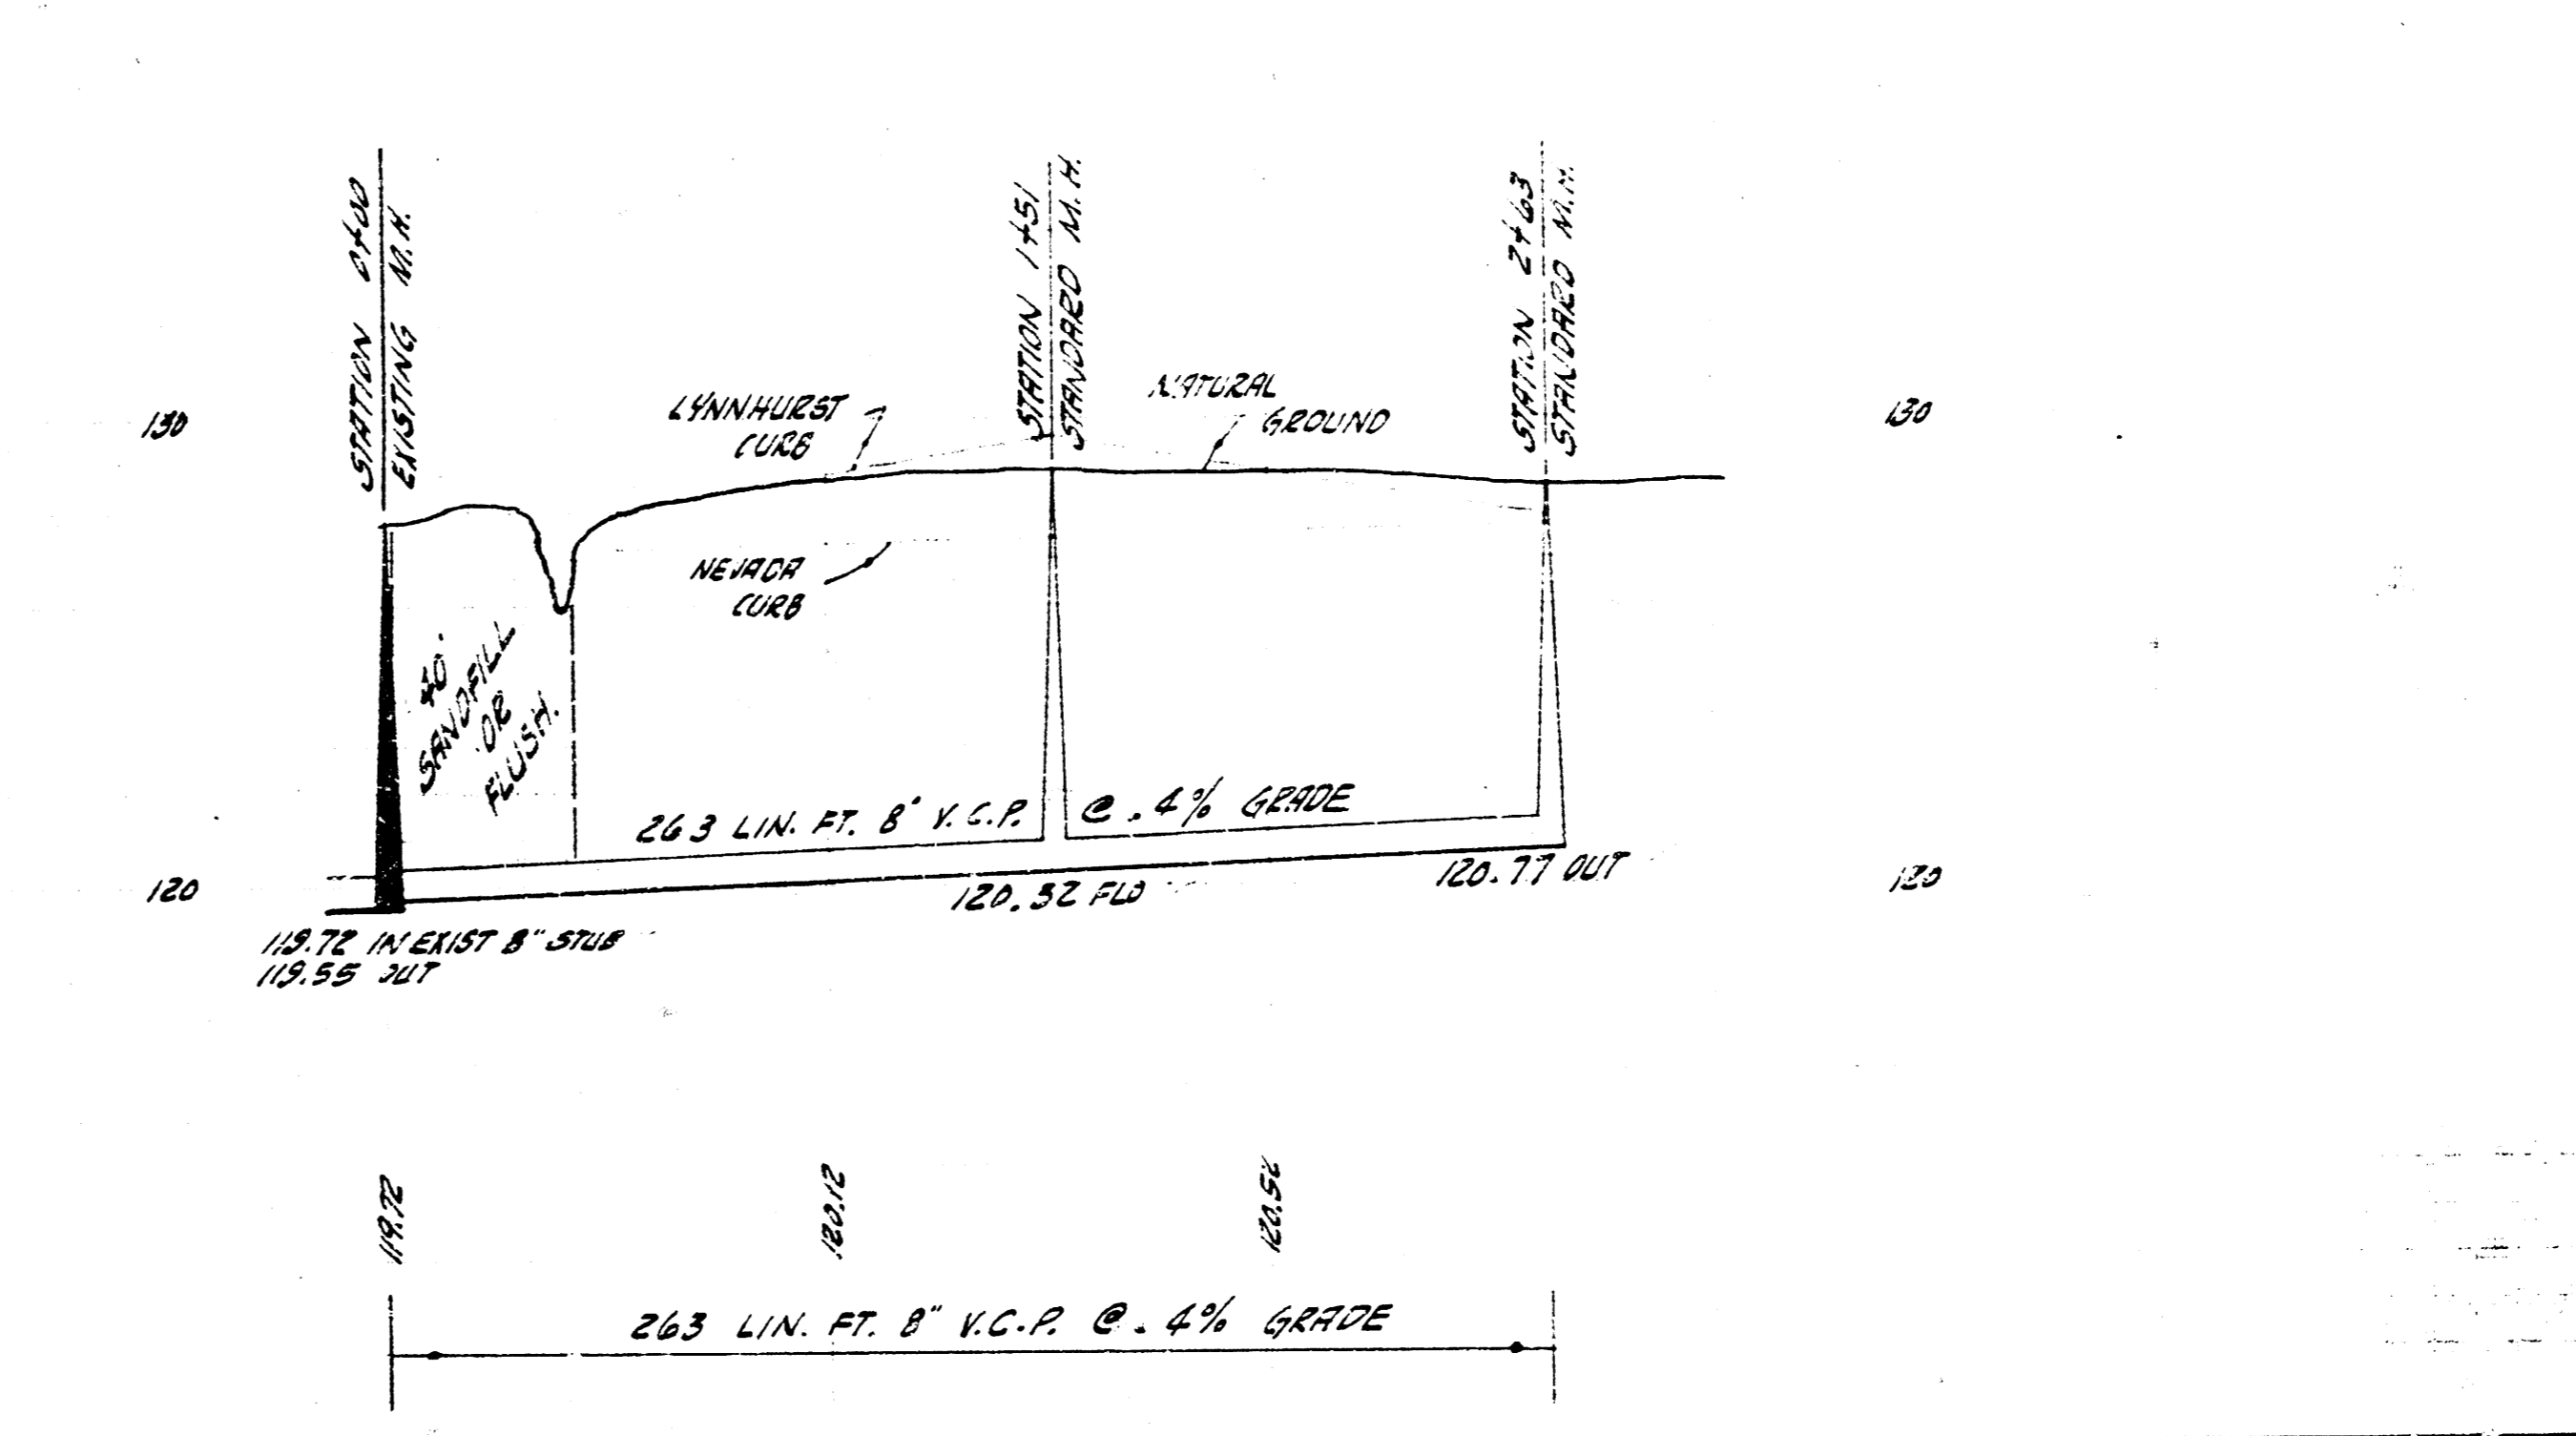 STATION 0+00
EXISTING M.H.
STATION 1+51
STANDARD M.H.
STATION 2+63
STANDARD M.H.
130
LYNNHURST
CURB
NATURAL
GROUND
130
NEVADA
CURB
40'
SANDFILL
OR
FLUSH.
263 LIN. FT. 8" V.C.P. @ .4% GRADE
120
120.32 FLO
120.77 OUT
120
119.72 IN EXIST 8" STUB
119.55 OUT
119.72
120.12
120.52
263 LIN. FT. 8" V.C.P. @ .4% GRADE